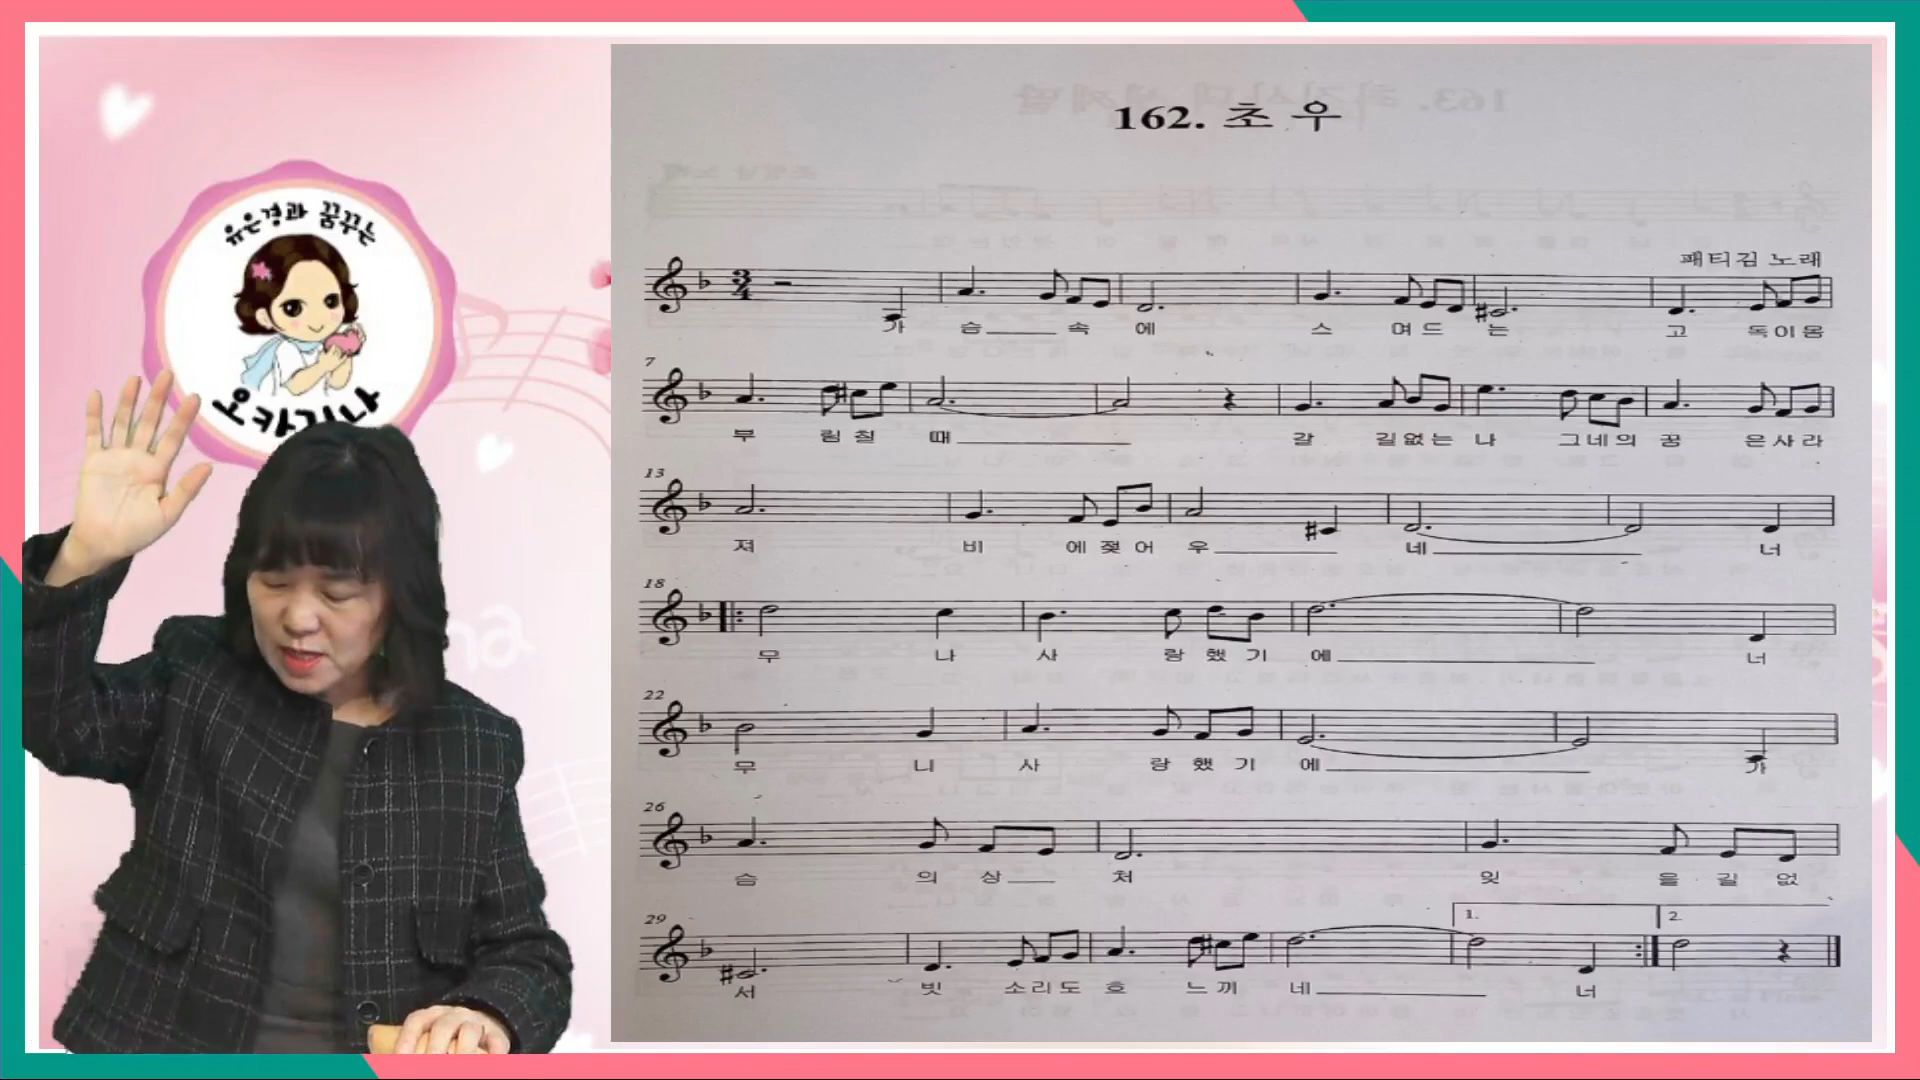 유은경과 꿈꾸는
오카리나
162. 초 우
패티김 노래
3
4
가 슴 속 에 스 며드 는 고 독이몸
7
부 림칠 때 갈 길없는 나 그네의 꿈 은사라
13
져 비 에젖어 우 네 너
18
무 나 사 랑했기 에 너
22
무 니 사 랑했기 에 가
26
슴 의상 처 잊 을길없
29
1.
2.
서 빗 소리도 흐 느끼 네 너